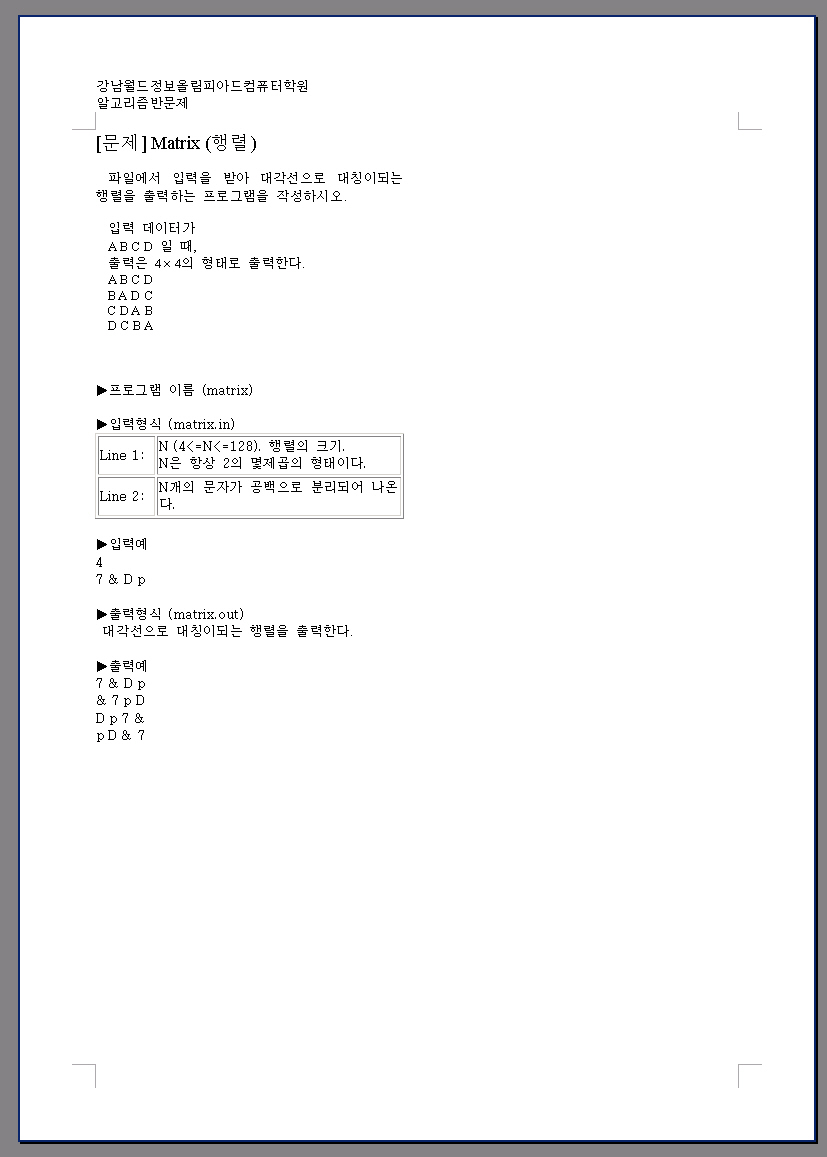 강남월드정보올림피아드컴퓨터학원
알고리즘반문제
[문제] Matrix (행렬)
파일에서 입력을 받아 대각선으로 대칭이되는
행렬을 출력하는 프로그램을 작성하시오.
입력 데이터가
A B C D 일 때,
출력은 4×4의 형태로 출력한다.
A B C D
B A D C
C D A B
D C B A
▶프로그램 이름 (matrix)
▶입력형식 (matrix.in)
Line 1: N (4<=N<=128). 행렬의 크기.
N은 항상 2의 몇제곱의 형태이다.
Line 2: N개의 문자가 공백으로 분리되어 나온
다.
▶입력예
4
7 & D p
▶출력형식 (matrix.out)
대각선으로 대칭이되는 행렬을 출력한다.
▶출력예
7 & D p
& 7 p D
D p 7 &
p D & 7